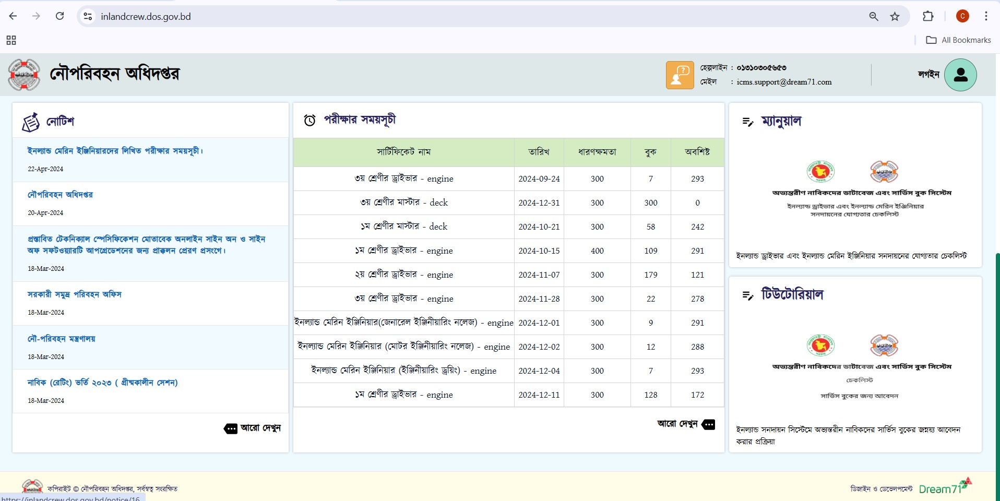 inlandcrew.dos.gov.bd
C
All Bookmarks
নৌপরিবহন অধিদপ্তর
হেল্পলাইন : ০১৩১০৩০৫৬৫৩
মেইল : icms.support@dream71.com
লগইন
নোটিশ
ইনল্যান্ড মেরিন ইঞ্জিনিয়ারদের লিখিত পরীক্ষার সময়সূচী।
22-Apr-2024
নৌপরিবহন অধিদপ্তর
20-Apr-2024
প্রস্তাবিত টেকনিক্যাল স্পেসিফিকেশন মোতাবেক অনলাইন সাইন অন ও সাইন
অফ সফটওয়্যারটি আপগ্রেডেশনের জন্য প্রাক্কলন প্রেরণ প্রসংগে।
18-Mar-2024
সরকারী সমুদ্র পরিবহন অফিস
18-Mar-2024
নৌ-পরিবহন মন্ত্রণালয়
18-Mar-2024
নাবিক (রেটিং) ভর্তি ২০২৩ ( গ্রীষ্মকালীন সেশন)
18-Mar-2024
আরো দেখুন
পরীক্ষার সময়সূচী
সার্টিফিকেট নাম তারিখ ধারণক্ষমতা বুক অবশিষ্ট
৩য় শ্রেণীর ড্রাইভার - engine 2024-09-24 300 7 293
৩য় শ্রেণীর মাস্টার - deck 2024-12-31 300 300 0
১ম শ্রেণীর মাস্টার - deck 2024-10-21 300 58 242
১ম শ্রেণীর ড্রাইভার - engine 2024-10-15 400 109 291
২য় শ্রেণীর ড্রাইভার - engine 2024-11-07 300 179 121
৩য় শ্রেণীর ড্রাইভার - engine 2024-11-28 300 22 278
ইনল্যান্ড মেরিন ইঞ্জিনিয়ার(জেনারেল ইঞ্জিনীয়ারিং নলেজ) - engine 2024-12-01 300 9 291
ইনল্যান্ড মেরিন ইঞ্জিনিয়ার (মোটর ইঞ্জিনীয়ারিং নলেজ) - engine 2024-12-02 300 12 288
ইনল্যান্ড মেরিন ইঞ্জিনিয়ার (ইঞ্জিনীয়ারিং ড্রয়িং) - engine 2024-12-04 300 7 293
১ম শ্রেণীর ড্রাইভার - engine 2024-12-11 300 128 172
আরো দেখুন
ম্যানুয়াল
অভ্যন্তরীণ নাবিকদের ডাটাবেজ এবং সার্ভিস বুক সিস্টেম
ইনল্যান্ড ড্রাইভার এবং ইনল্যান্ড মেরিন ইঞ্জিনিয়ার
সনদায়নের যোগ্যতার চেকলিস্ট
ইনল্যান্ড ড্রাইভার এবং ইনল্যান্ড মেরিন ইঞ্জিনিয়ার সনদায়নের যোগ্যতার চেকলিস্ট
টিউটোরিয়াল
অভ্যন্তরীণ নাবিকদের ডাটাবেজ এবং সার্ভিস বুক সিস্টেম
চেকলিস্ট
সার্ভিস বুকের জন্য আবেদন
ইনল্যান্ড সনদায়ন সিস্টেমে অভ্যন্তরীন নাবিকদের সার্ভিস বুকের জন্নয্য আবেদন
করার প্রক্রিয়া
কপিরাইট © নৌপরিবহন অধিদপ্তর, সর্বস্বত্ব সংরক্ষিত
ডিজাইন ও ডেভেলপমেন্ট Dream71
https://inlandcrew.dos.gov.bd/notice/16